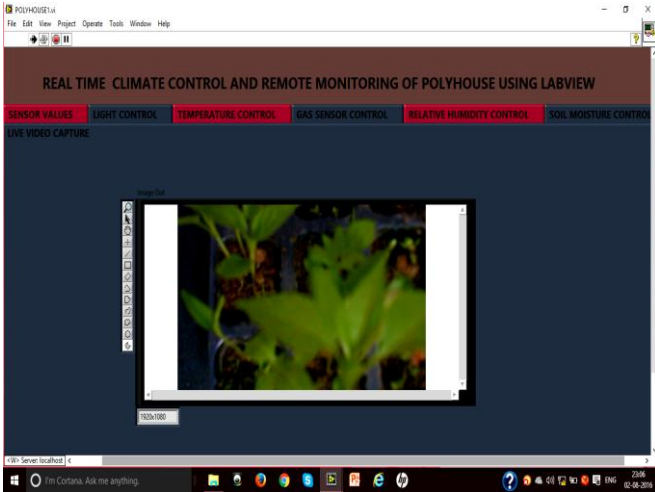 POLYHOUSE1.vi
File Edit View Project Operate Tools Window Help
REAL TIME CLIMATE CONTROL AND REMOTE MONITORING OF POLYHOUSE USING LABVIEW
SENSOR VALUES LIGHT CONTROL TEMPERATURE CONTROL GAS SENSOR CONTROL RELATIVE HUMIDITY CONTROL SOIL MOISTURE CONTROL
LIVE VIDEO CAPTURE
Image Out
1920x1080
<W> Server: localhost
I'm Cortana. Ask me anything.
ENG
23:06
02-08-2016